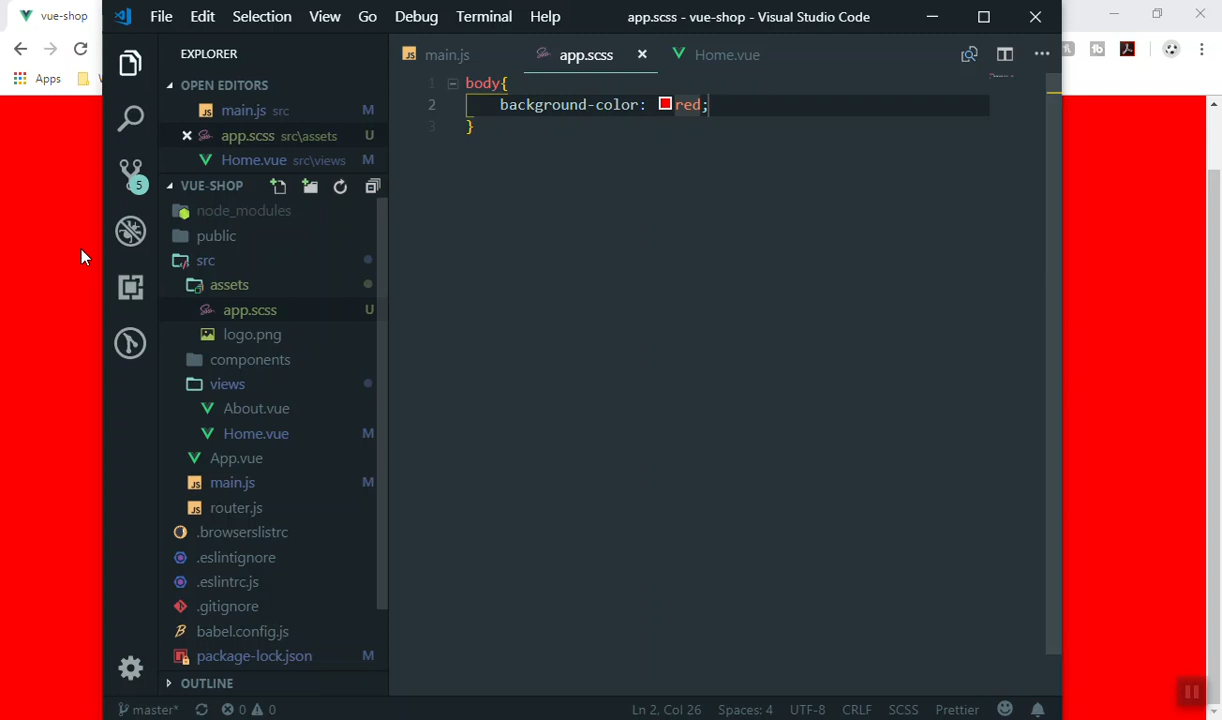 vue-shop
File Edit Selection View Go Debug Terminal Help
app.scss - vue-shop - Visual Studio Code
Apps
EXPLORER
OPEN EDITORS
main.js src M
app.scss src\assets U
Home.vue src\views M
VUE-SHOP
node_modules
public
src
assets
app.scss U
logo.png
components
views
About.vue
Home.vue M
App.vue
main.js M
router.js
.browserslistrc
.eslintignore
.eslintrc.js
.gitignore
babel.config.js
package-lock.json M
OUTLINE
5
main.js app.scss Home.vue
1 body{
2 background-color: red;
3 }
master* 0 0
Ln 2, Col 26 Spaces: 4 UTF-8 CRLF SCSS Prettier